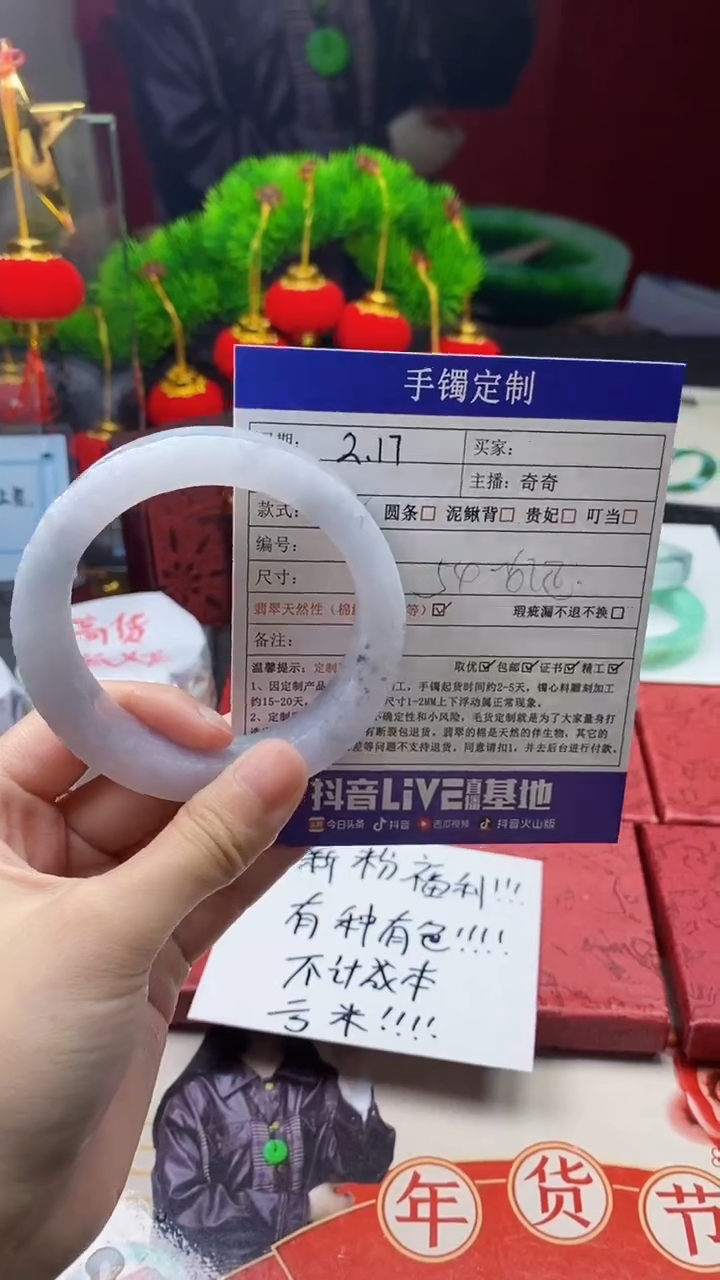 手镯定制
2.17
买家:
主播: 奇奇
款式: 圆条□ 泥鳅背□ 贵妃□ 叮当□
编号:
尺寸: 54-
翡翠天然性（棉 等）☑ 瑕疵漏不退不换□
备注:
温馨提示: 定制 取优☑包邮☑证书☑精工☑
1、因定制产品 工，手镯起货时间约2-5天，镯心料雕刻加工
约15-20天， 尺寸1-2MM上下浮动属正常现象。
2、定制 不确定性和小风险，毛货定制就是为了大家量身打
有断裂包退货，翡翠的棉是天然的伴生物，其它的
差等问题不支持退货，同意请扣1，并去后台进行付款。
抖音LiVE直播基地
今日头条 抖音 西瓜视频 抖音火山版
新粉福利!!!
有种有色!!!!
不计成本
亏米!!!!
年货节